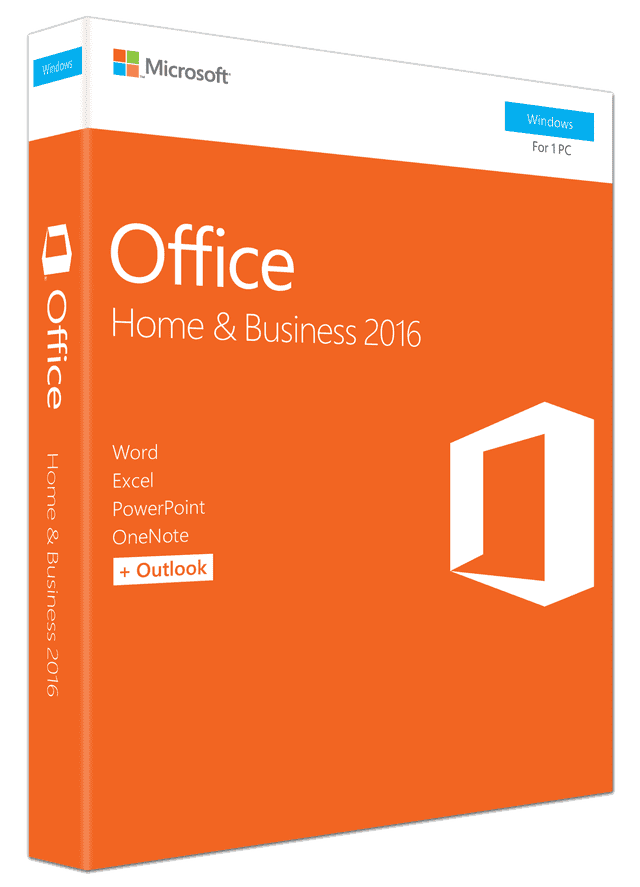 Windows
Microsoft
Windows
For 1 PC
Office
Home & Business 2016
Word
Excel
PowerPoint
OneNote
+ Outlook
Office
Home & Business 2016